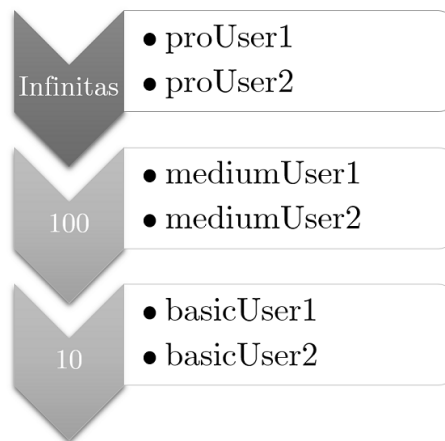 Infinitas
• proUser1
• proUser2
100
• mediumUser1
• mediumUser2
10
• basicUser1
• basicUser2